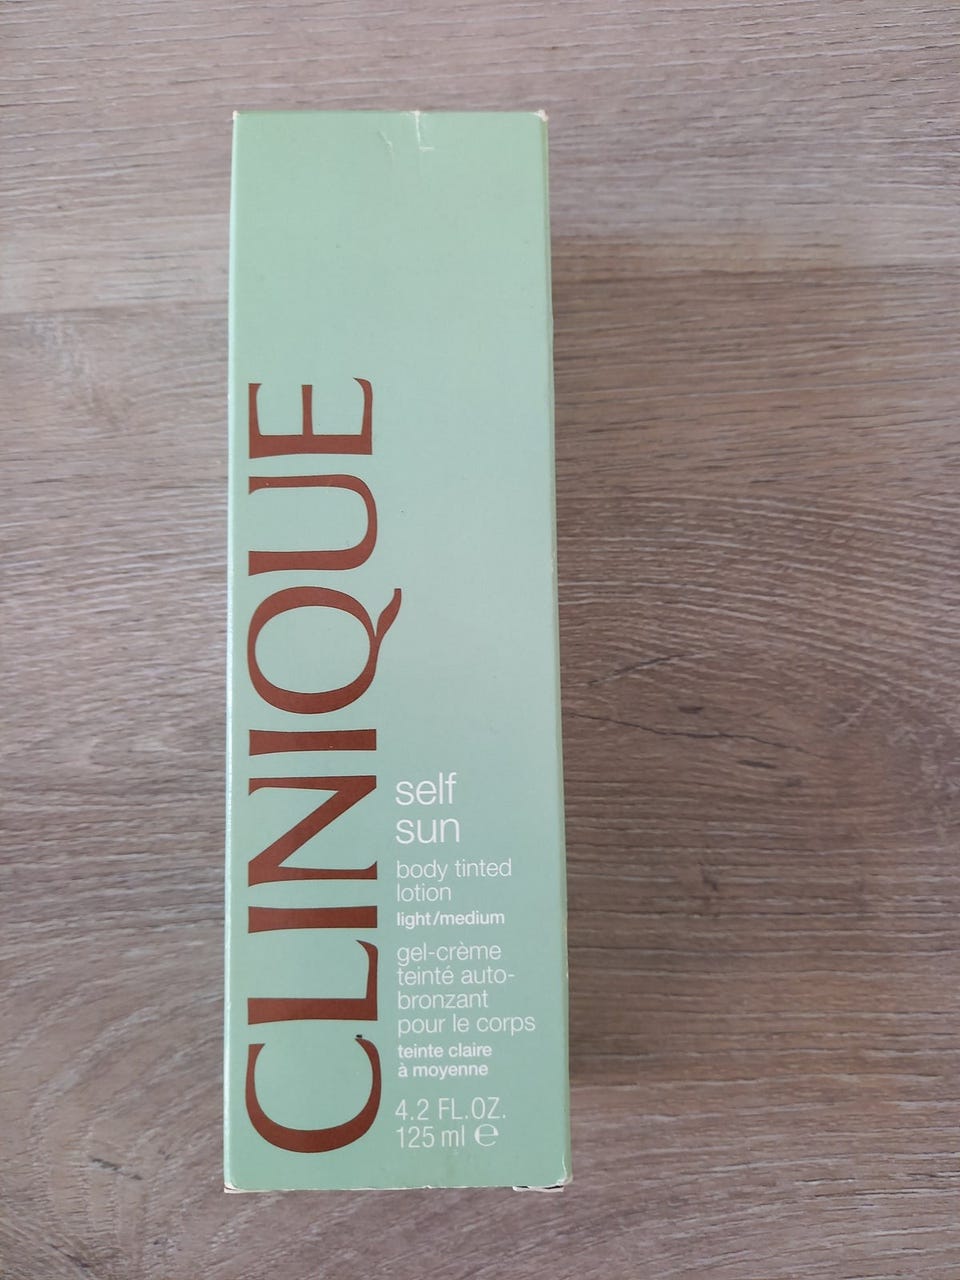 CLINIQUE
self
sun
body tinted
lotion
light/medium
gel-crème
teinté auto-
bronzant
pour le corps
teinte claire
à moyenne
4.2 FL.OZ.
125 ml ℮